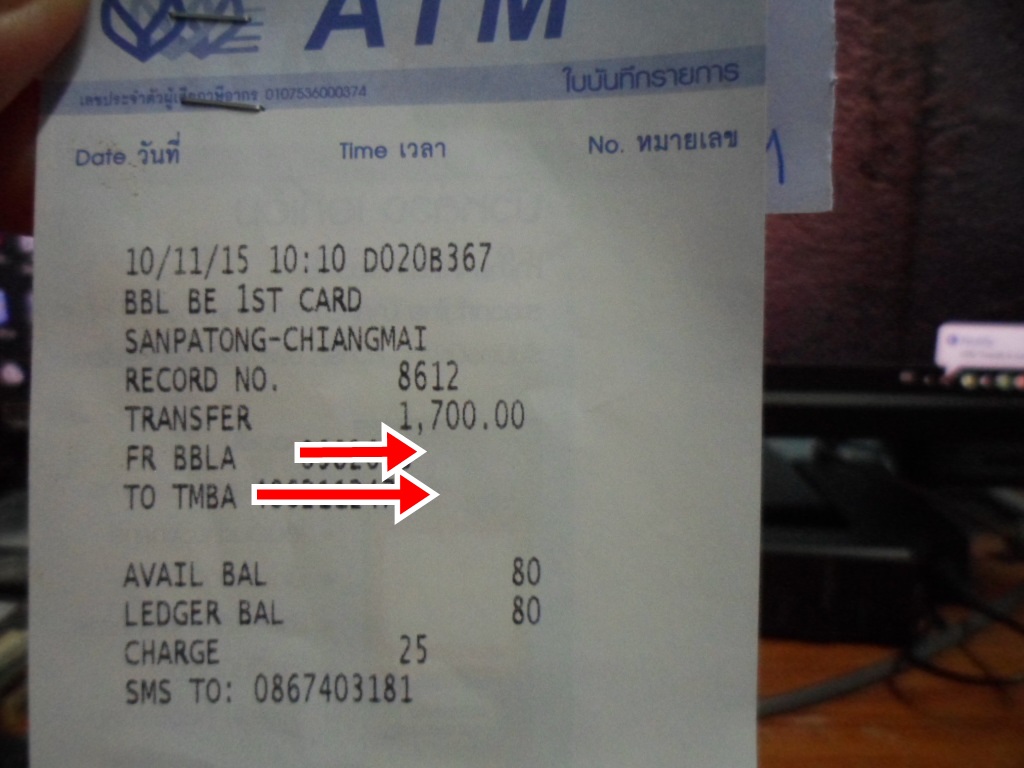 ATM
เลขประจำตัวผู้เสียภาษีอากร 0107536000374
ใบบันทึกรายการ
Date วันที่ Time เวลา No. หมายเลข
10/11/15 10:10 D020B367
BBL BE 1ST CARD
SANPATONG-CHIANGMAI
RECORD NO. 8612
TRANSFER 1,700.00
FR BBLA
TO TMBA
AVAIL BAL 80
LEDGER BAL 80
CHARGE 25
SMS TO: 0867403181